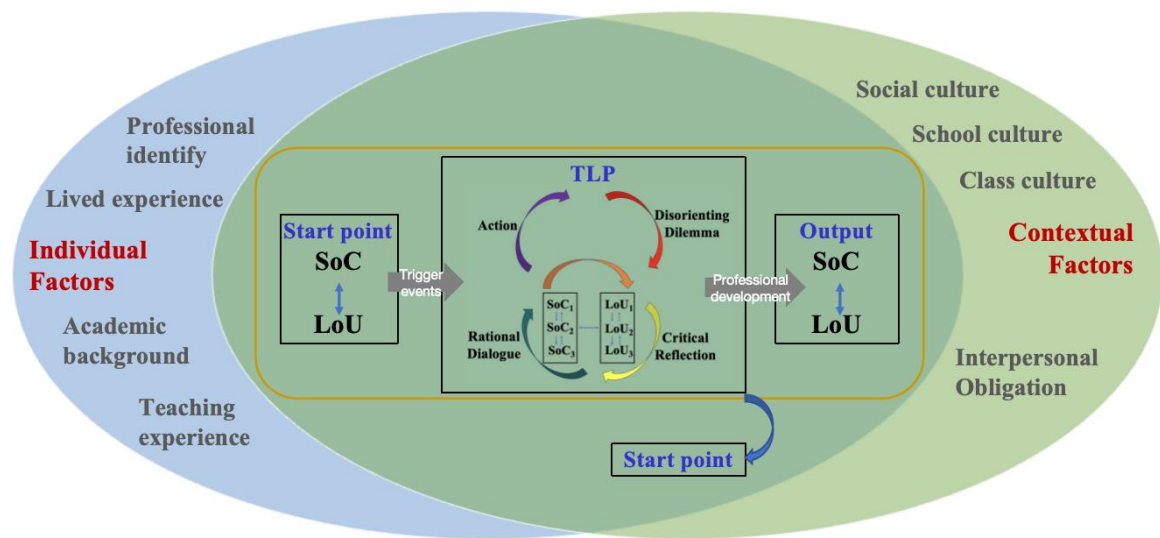 Professional
identify
Lived experience
Individual
Factors
Academic
background
Teaching
experience
Start point
SoC
LoU
Trigger
events
TLP
Action
Disorienting
Dilemma
SoC1
SoC2
SoC3
LoU1
LoU2
LoU3
Rational
Dialogue
Critical
Reflection
Professional
development
Output
SoC
LoU
Start point
Social culture
School culture
Class culture
Contextual
Factors
Interpersonal
Obligation